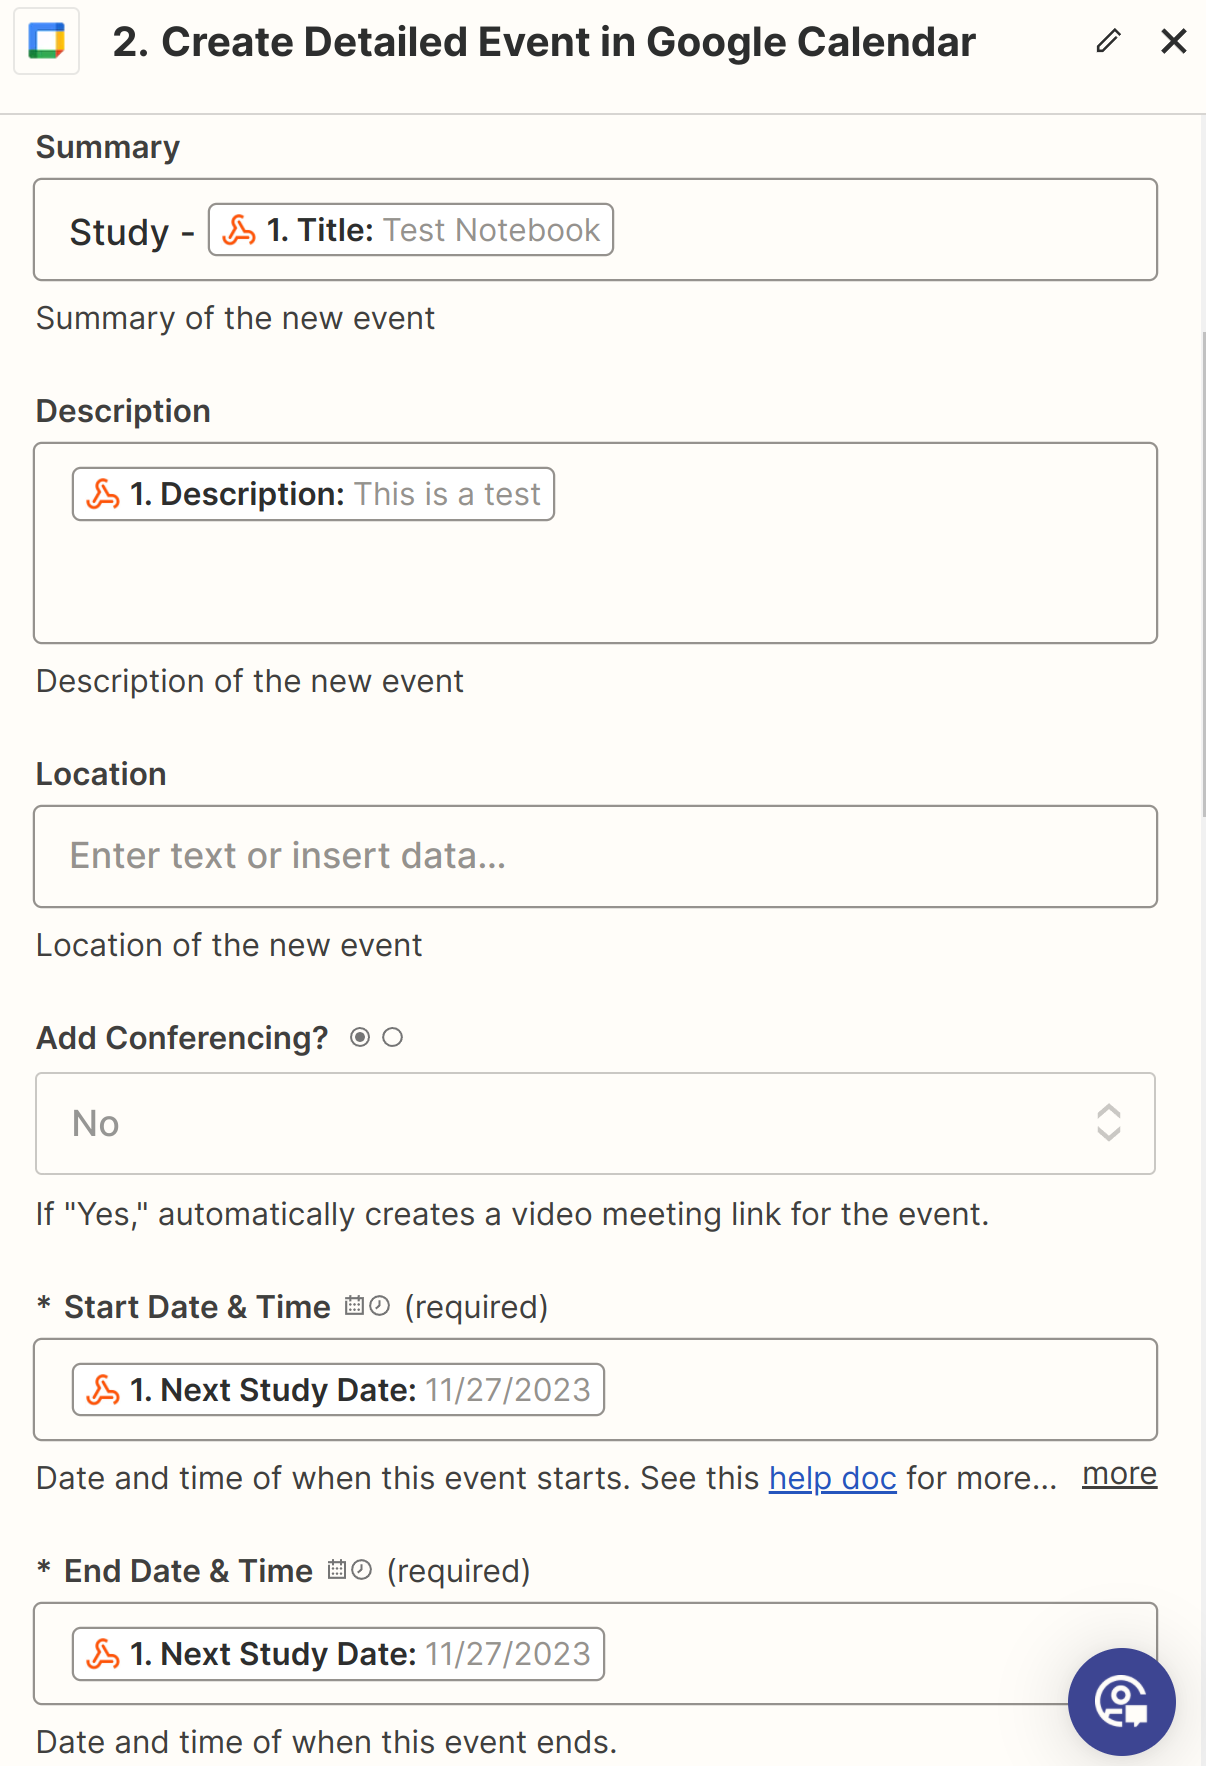 2. Create Detailed Event in Google Calendar
Summary
Study - 1. Title: Test Notebook
Summary of the new event
Description
1. Description: This is a test
Description of the new event
Location
Enter text or insert data...
Location of the new event
Add Conferencing?
No
If "Yes," automatically creates a video meeting link for the event.
* Start Date & Time (required)
1. Next Study Date: 11/27/2023
Date and time of when this event starts. See this help doc for more... more
* End Date & Time (required)
1. Next Study Date: 11/27/2023
Date and time of when this event ends.